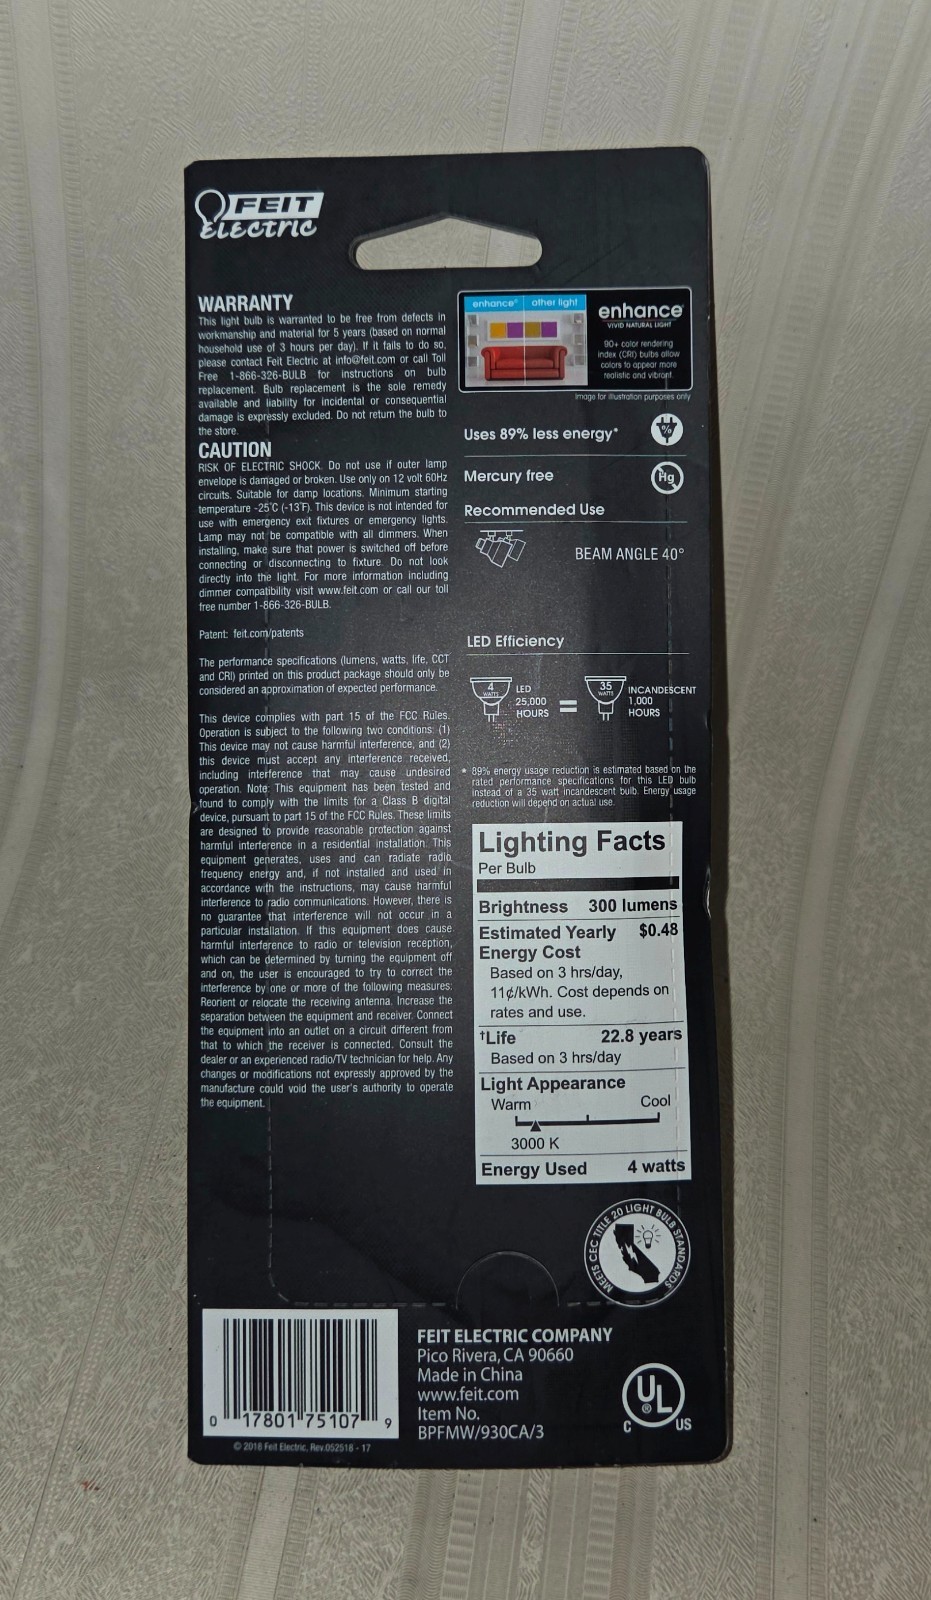 FEIT
Electric
WARRANTY
This light bulb is warranted to be free from defects in
workmanship and material for 5 years (based on normal
household use of 3 hours per day). If it fails to do so,
please contact Feit Electric at info@feit.com or call Toll
Free 1-866-326-BULB for instructions on bulb
replacement. Bulb replacement is the sole remedy
available and liability for incidental or consequential
damage is expressly excluded. Do not return the bulb to
the store.
CAUTION
RISK OF ELECTRIC SHOCK. Do not use if outer lamp
envelope is damaged or broken. Use only on 12 volt 60Hz
circuits. Suitable for damp locations. Minimum starting
temperature -25°C (-13°F). This device is not intended for
use with emergency exit fixtures or emergency lights.
Lamp may not be compatible with all dimmers. When
installing, make sure that power is switched off before
connecting or disconnecting to fixture. Do not look
directly into the light. For more information including
dimmer compatibility visit www.feit.com or call our toll
free number 1-866-326-BULB.
Patent: feit.com/patents
The performance specifications (lumens, watts, life, CCT
and CRI) printed on this product package should only be
considered an approximation of expected performance.
This device complies with part 15 of the FCC Rules.
Operation is subject to the following two conditions: (1)
This device may not cause harmful interference, and (2)
this device must accept any interference received,
including interference that may cause undesired
operation. Note: This equipment has been tested and
found to comply with the limits for a Class B digital
device, pursuant to part 15 of the FCC Rules. These limits
are designed to provide reasonable protection against
harmful interference in a residential installation. This
equipment generates, uses and can radiate radio
frequency energy and, if not installed and used in
accordance with the instructions, may cause harmful
interference to radio communications. However, there is
no guarantee that interference will not occur in a
particular installation. If this equipment does cause
harmful interference to radio or television reception,
which can be determined by turning the equipment off
and on, the user is encouraged to try to correct the
interference by one or more of the following measures:
Reorient or relocate the receiving antenna. Increase the
separation between the equipment and receiver. Connect
the equipment into an outlet on a circuit different from
that to which the receiver is connected. Consult the
dealer or an experienced radio/TV technician for help. Any
changes or modifications not expressly approved by the
manufacture could void the user's authority to operate
the equipment.
enhance® other light
enhance®
VIVID NATURAL LIGHT
90+ color rendering
index (CRI) bulbs allow
colors to appear more
realistic and vibrant.
Image for illustration purposes only
Uses 89% less energy*
%
Mercury free
Hg
Recommended Use
BEAM ANGLE 40°
LED Efficiency
4
WATTS
LED
25,000
HOURS
=
35
WATTS
INCANDESCENT
1,000
HOURS
* 89% energy usage reduction is estimated based on the
rated performance specifications for this LED bulb
instead of a 35 watt incandescent bulb. Energy usage
reduction will depend on actual use.
Lighting Facts
Per Bulb
Brightness 300 lumens
Estimated Yearly $0.48
Energy Cost
Based on 3 hrs/day,
11¢/kWh. Cost depends on
rates and use.
†Life 22.8 years
Based on 3 hrs/day
Light Appearance
Warm Cool
3000 K
Energy Used 4 watts
MEETS CEC TITLE 20 LIGHT BULB STANDARDS
0 17801 75107 9
© 2018 Feit Electric, Rev.052518 - 17
FEIT ELECTRIC COMPANY
Pico Rivera, CA 90660
Made in China
www.feit.com
Item No.
BPFMW/930CA/3
UL
®
C US